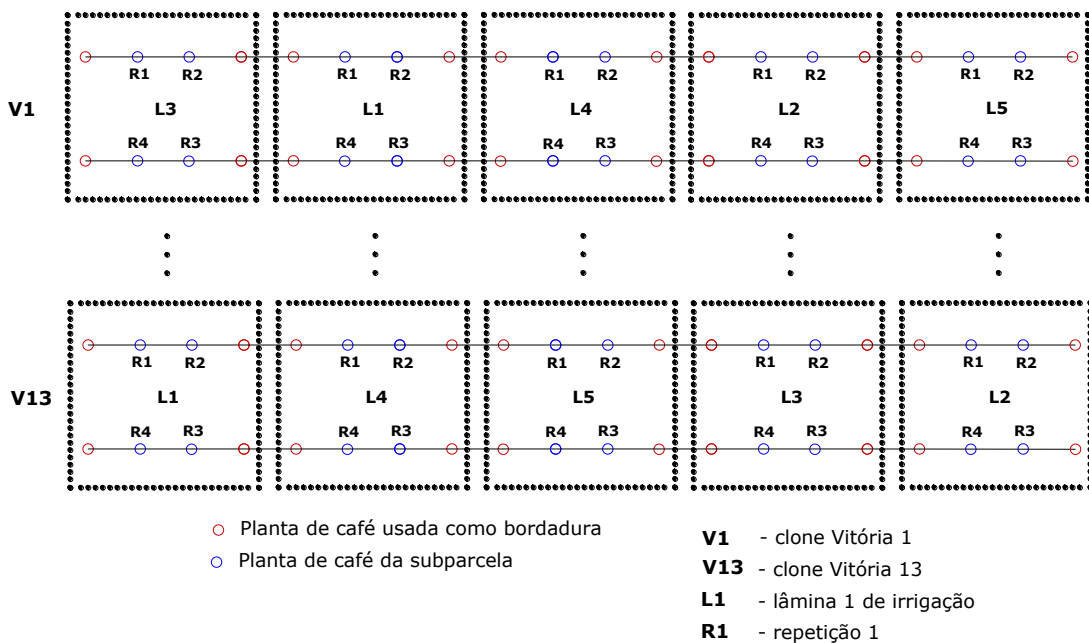 R1 R2 R1 R2 R1 R2 R1 R2 R1 R2
V1 L3 L1 L4 L2 L5
R4 R3 R4 R3 R4 R3 R4 R3 R4 R3
R1 R2 R1 R2 R1 R2 R1 R2 R1 R2
V13 L1 L4 L5 L3 L2
R4 R3 R4 R3 R4 R3 R4 R3 R4 R3
Planta de café usada como bordadura
Planta de café da subparcela
V1 - clone Vitória 1
V13 - clone Vitória 13
L1 - lâmina 1 de irrigação
R1 - repetição 1